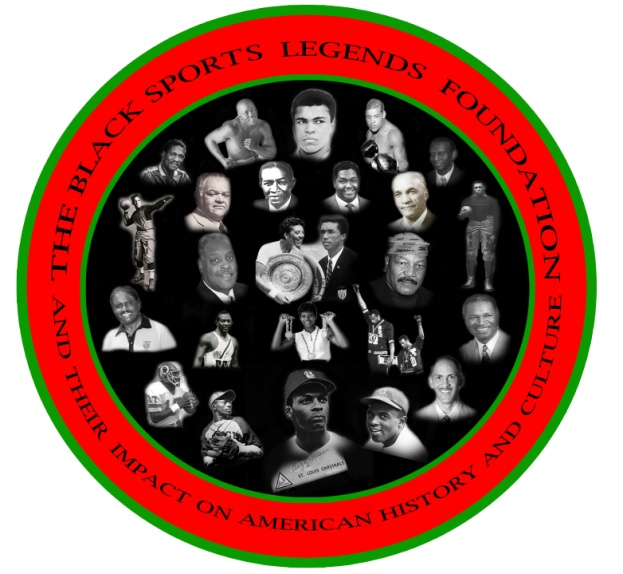 THE BLACK SPORTS LEGENDS FOUNDATION
AND THEIR IMPACT ON AMERICAN HISTORY AND CULTURE
ST. LOUIS CARDINALS